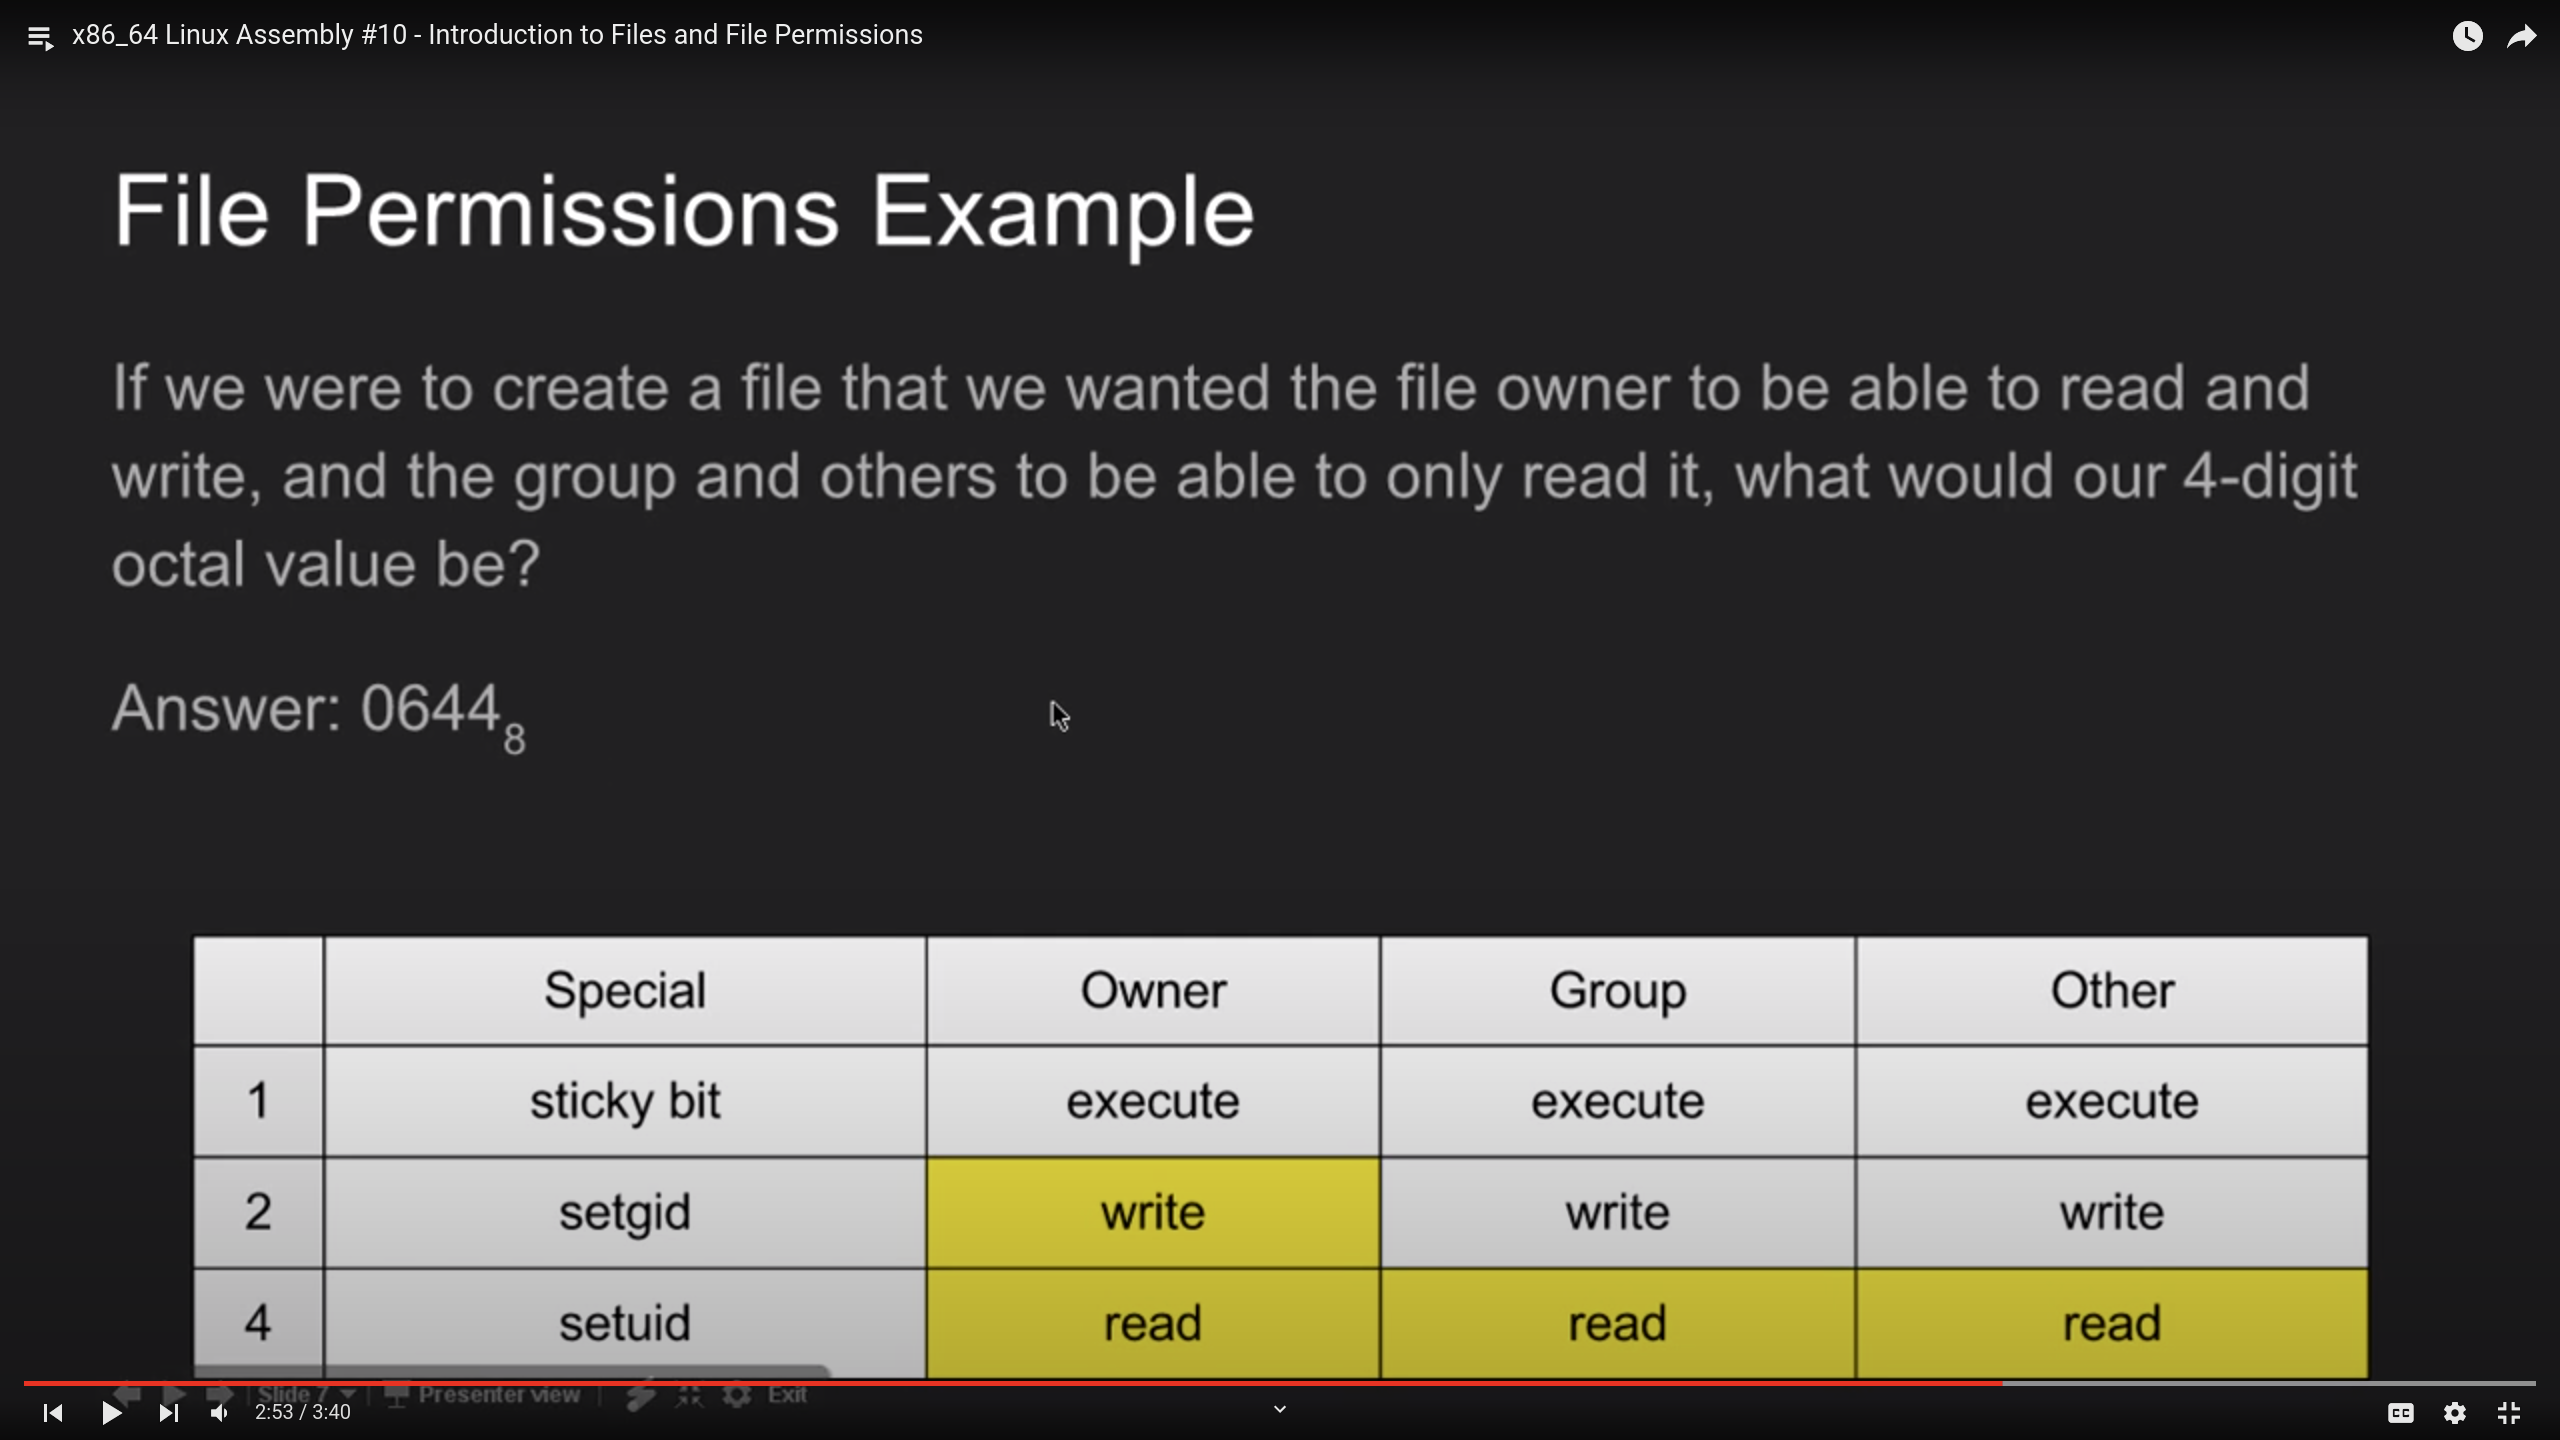 x86_64 Linux Assembly #10 - Introduction to Files and File Permissions
File Permissions Example
If we were to create a file that we wanted the file owner to be able to read and
write, and the group and others to be able to only read it, what would our 4-digit
octal value be?
Answer: 0644₈
Special Owner Group Other
1 sticky bit execute execute execute
2 setgid write write write
4 setuid read read read
Slide 7 Presenter view Exit
2:53 / 3:40
CC